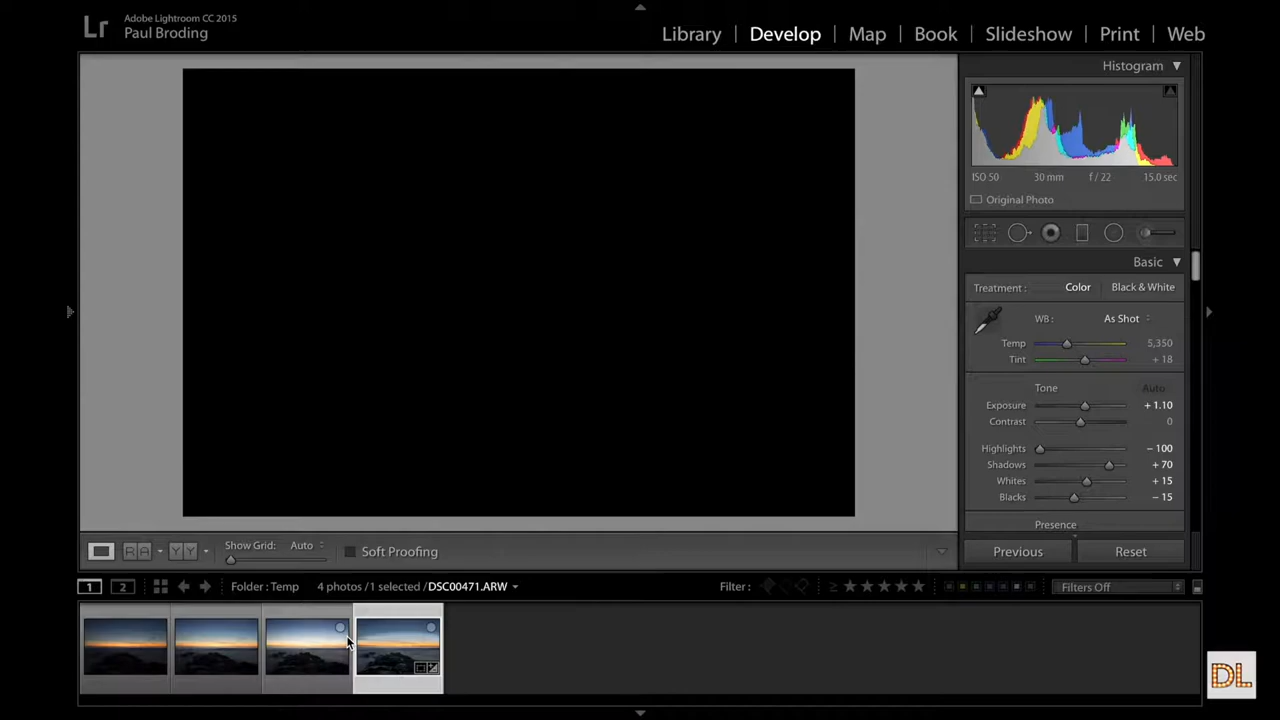 Lr
Adobe Lightroom CC 2015
Paul Broding
Library | Develop | Map | Book | Slideshow | Print | Web
Histogram
ISO 50 30 mm f / 22 15.0 sec
Original Photo
Basic
Treatment : Color Black & White
WB : As Shot
Temp 5,350
Tint + 18
Tone Auto
Exposure + 1.10
Contrast 0
Highlights − 100
Shadows + 70
Whites + 15
Blacks − 15
Presence
Show Grid: Auto
Soft Proofing
Previous Reset
R A Y Y
1 2 Folder : Temp 4 photos /1 selected /DSC00471.ARW
Filter : ≥ ★★★★★ Filters Off
DL